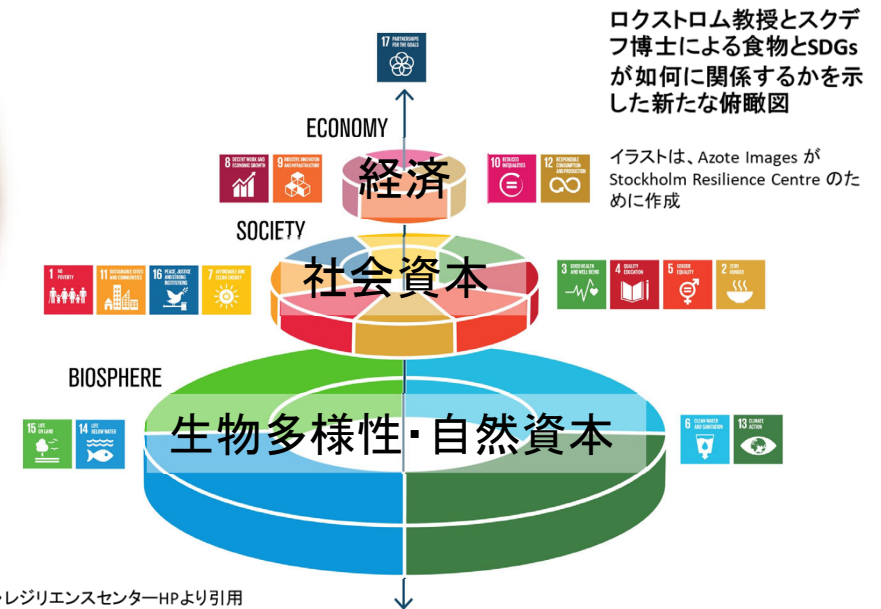 ロクストロム教授とスクデ
フ博士による食物とSDGs
が如何に関係するかを示
した新たな俯瞰図
イラストは、Azote Images が
Stockholm Resilience Centre のた
めに作成
17 PARTNERSHIPS
FOR THE GOALS
ECONOMY
8 DECENT WORK AND
ECONOMIC GROWTH
9 INDUSTRY, INNOVATION
AND INFRASTRUCTURE
経済
10 REDUCED
INEQUALITIES
12 RESPONSIBLE
CONSUMPTION
AND PRODUCTION
SOCIETY
1 NO
POVERTY
11 SUSTAINABLE CITIES
AND COMMUNITIES
16 PEACE, JUSTICE
AND STRONG
INSTITUTIONS
7 AFFORDABLE AND
CLEAN ENERGY
社会資本
3 GOOD HEALTH
AND WELL-BEING
4 QUALITY
EDUCATION
5 GENDER
EQUALITY
2 ZERO
HUNGER
BIOSPHERE
15 LIFE
ON LAND
14 LIFE
BELOW WATER
生物多様性・自然資本
6 CLEAN WATER
AND SANITATION
13 CLIMATE
ACTION
・レジリエンスセンターHPより引用